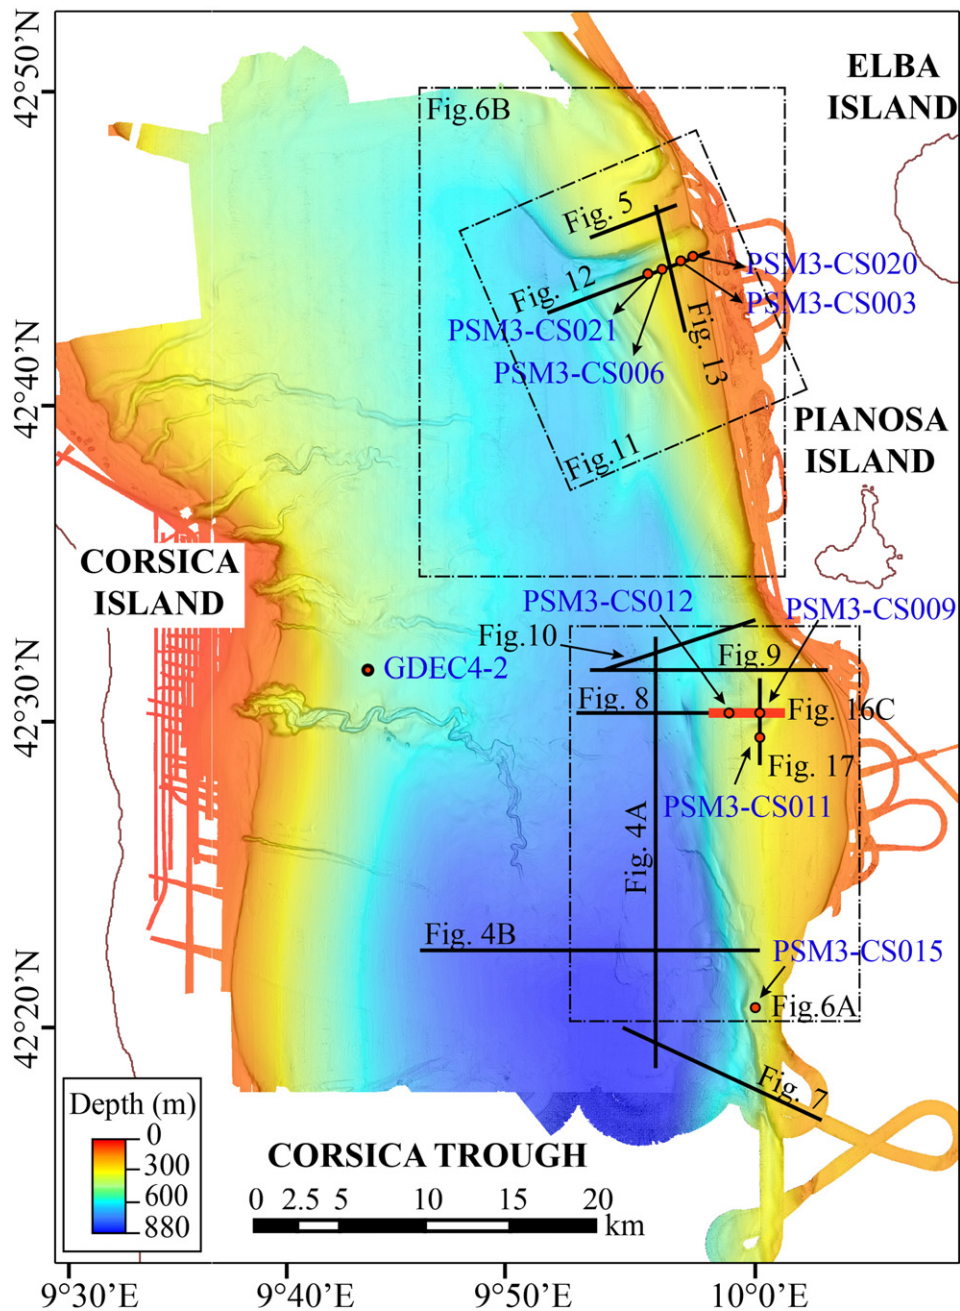 42°50’N
ELBA
ISLAND
Fig.6B
Fig. 5
PSM3-CS020
Fig. 12
PSM3-CS003
PSM3-CS021
Fig. 13
PSM3-CS006
42°40’N
PIANOSA
ISLAND
Fig.11
CORSICA
ISLAND
PSM3-CS012
PSM3-CS009
Fig.10
Fig.9
GDEC4-2
42°30’N
Fig. 8
Fig. 16C
Fig. 17
PSM3-CS011
Fig. 4A
Fig. 4B
PSM3-CS015
Fig.6A
42°20’N
Fig. 7
Depth (m)
0
300
600
880
CORSICA TROUGH
0 2.5 5 10 15 20
km
9°30’E 9°40’E 9°50’E 10°0’E